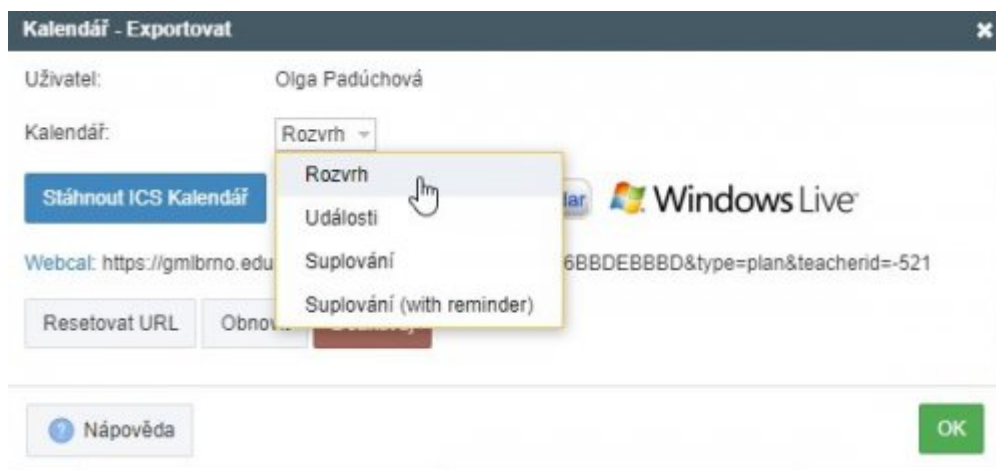 Kalendář - Exportovat
Uživatel: Olga Padúchová
Kalendář: Rozvrh
Rozvrh
Stáhnout ICS Kalendář
Windows Live
Události
Webcal: https://gmlbrno.edu 6BBDEBBBD&type=plan&teacherid=-521
Suplování
Suplování (with reminder)
Resetovat URL
Nápověda
OK